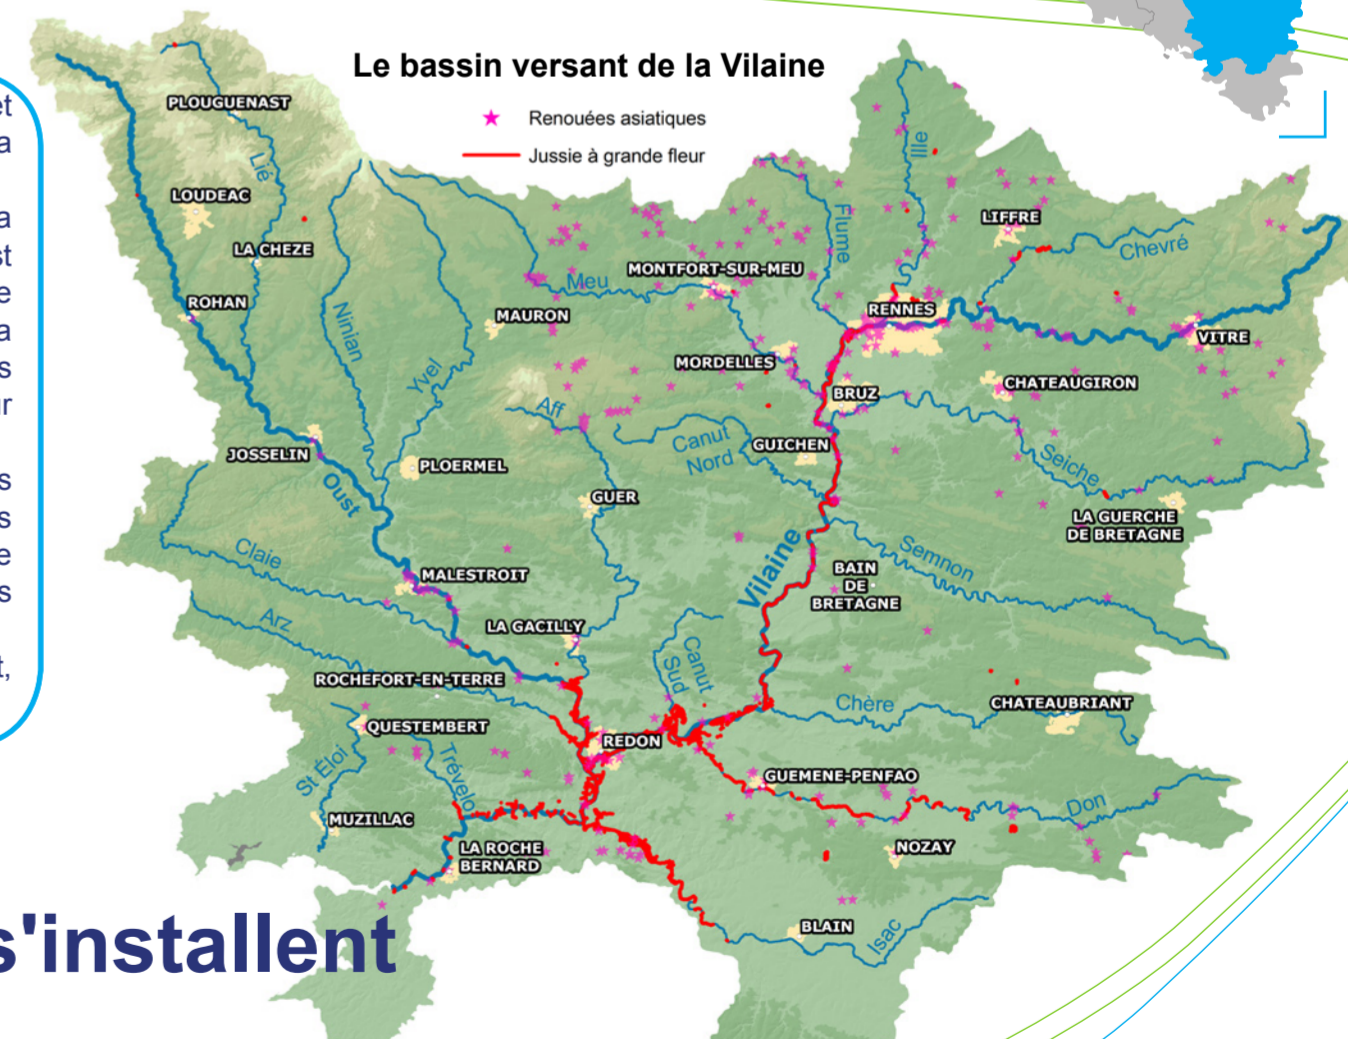 et
a
a
st
e
a
s
ur
s
s
e
s
t,
Le bassin versant de la Vilaine
Renouées asiatiques
Jussie à grande fleur
PLOUGUENAST
Lié
Ille
LOUDEAC
LA CHEZE
Flume
LIFFRE
Chevré
MONTFORT-SUR-MEU
Meu
ROHAN
Ninian
MAURON
RENNES
VITRE
Yvel
MORDELLES
BRUZ
CHATEAUGIRON
Aff
Canut
Nord
GUICHEN
JOSSELIN
PLOERMEL
Seiche
Oust
GUER
LA GUERCHE
DE BRETAGNE
Claie
Vilaine
Semnon
MALESTROIT
BAIN
DE
BRETAGNE
Arz
LA GACILLY
Canut
Sud
ROCHEFORT-EN-TERRE
Chère
CHATEAUBRIANT
QUESTEMBERT
REDON
St Éloi
Trévelo
GUEMENE-PENFAO
Don
MUZILLAC
LA ROCHE
BERNARD
NOZAY
BLAIN
Isac
s'installent